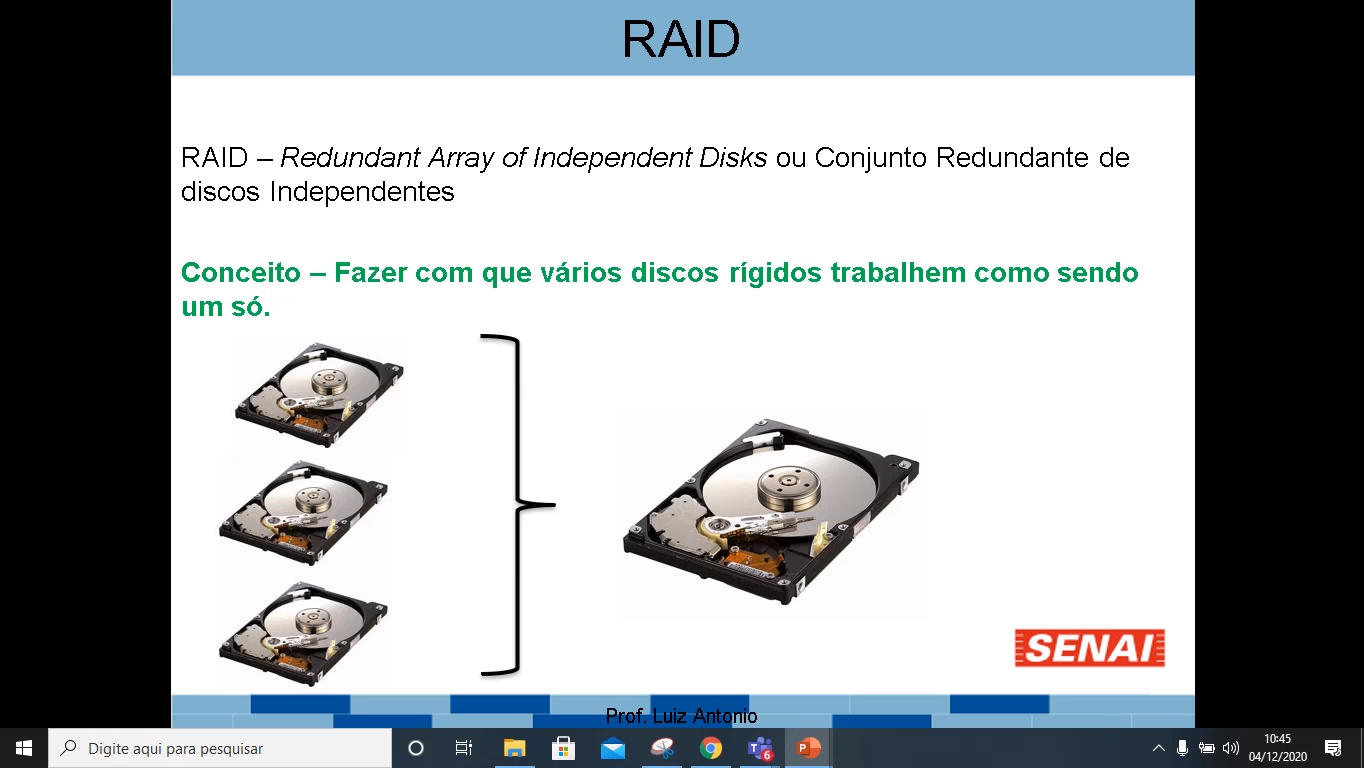 RAID
RAID – Redundant Array of Independent Disks ou Conjunto Redundante de
discos Independentes
Conceito – Fazer com que vários discos rígidos trabalhem como sendo
um só.
SENAI
Prof. Luiz Antonio
Digite aqui para pesquisar
6
10:45
04/12/2020